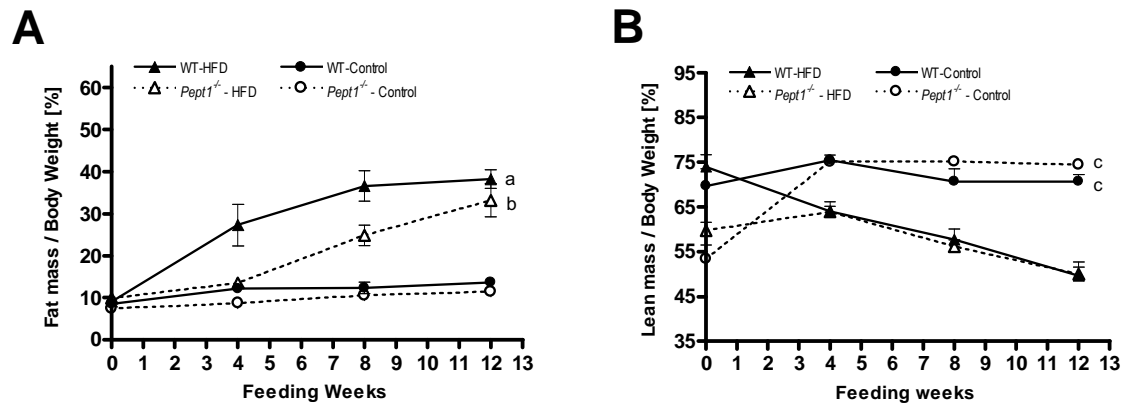 A
WT-HFD
WT-Control
Pept1-/- - HFD
Pept1-/- - Control
Fat mass / Body Weight [%]
60
50
40
30
20
10
0
a
b
0 1 2 3 4 5 6 7 8 9 10 11 12 13
Feeding Weeks
B
WT-HFD
WT-Control
Pept1-/- - HFD
Pept1-/- - Control
Lean mass / Body Weight [%]
95
85
75
65
55
45
35
c
c
0 1 2 3 4 5 6 7 8 9 10 11 12 13
Feeding weeks